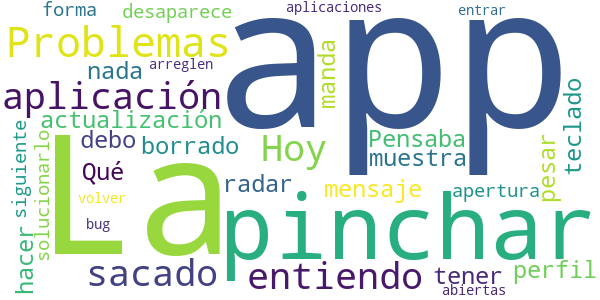 forma
desaparece
aplicaciones
entrar
Problemas
app
nada
arreglen
manda
aplicación
actualización
teclado
siguiente
solucionarlo
debo
borrado
Hoy
Pensaba
muestra
La
Qué
radar
mensaje
pesar
apertura
volver
pinchar
bug
hacer
sacado
entiendo
tener
perfil
abiertas